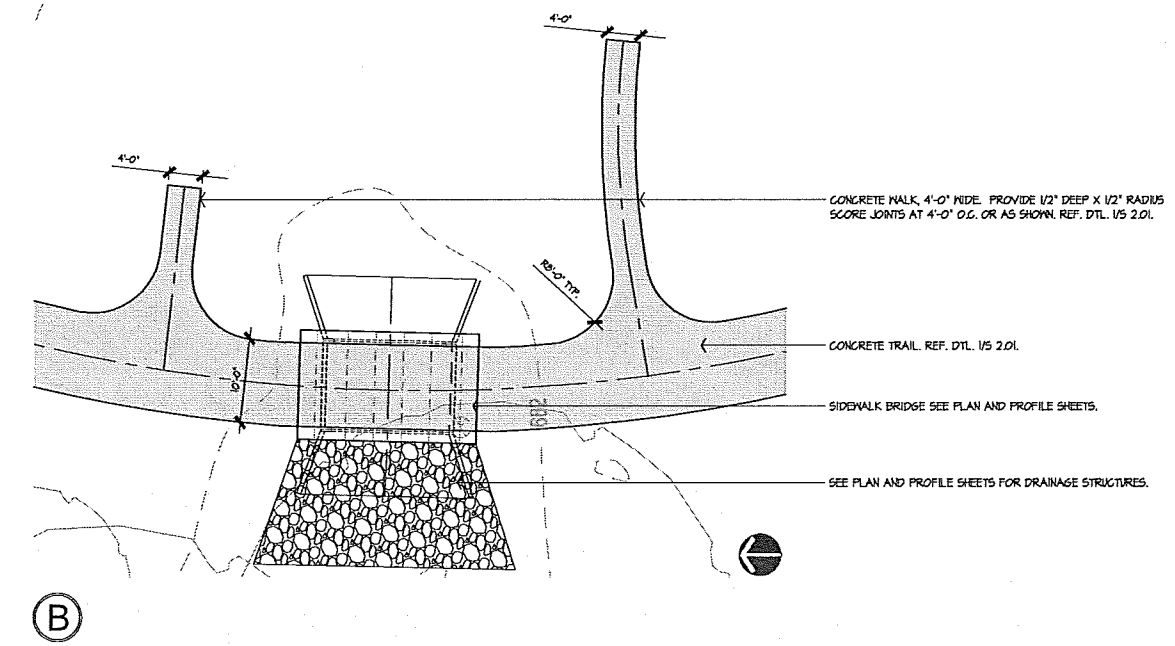 4'-0"
4'-0"
4'-0"
CONCRETE WALK, 4'-0" WIDE. PROVIDE 1/2" DEEP X 1/2" RADIUS
SCORE JOINTS AT 4'-0" O.C. OR AS SHOWN. REF. DTL. 1/S 2.01.
R8'-0" TYP.
CONCRETE TRAIL. REF. DTL. 1/S 2.01.
10'-0"
SIDEWALK BRIDGE SEE PLAN AND PROFILE SHEETS.
682
SEE PLAN AND PROFILE SHEETS FOR DRAINAGE STRUCTURES.
B